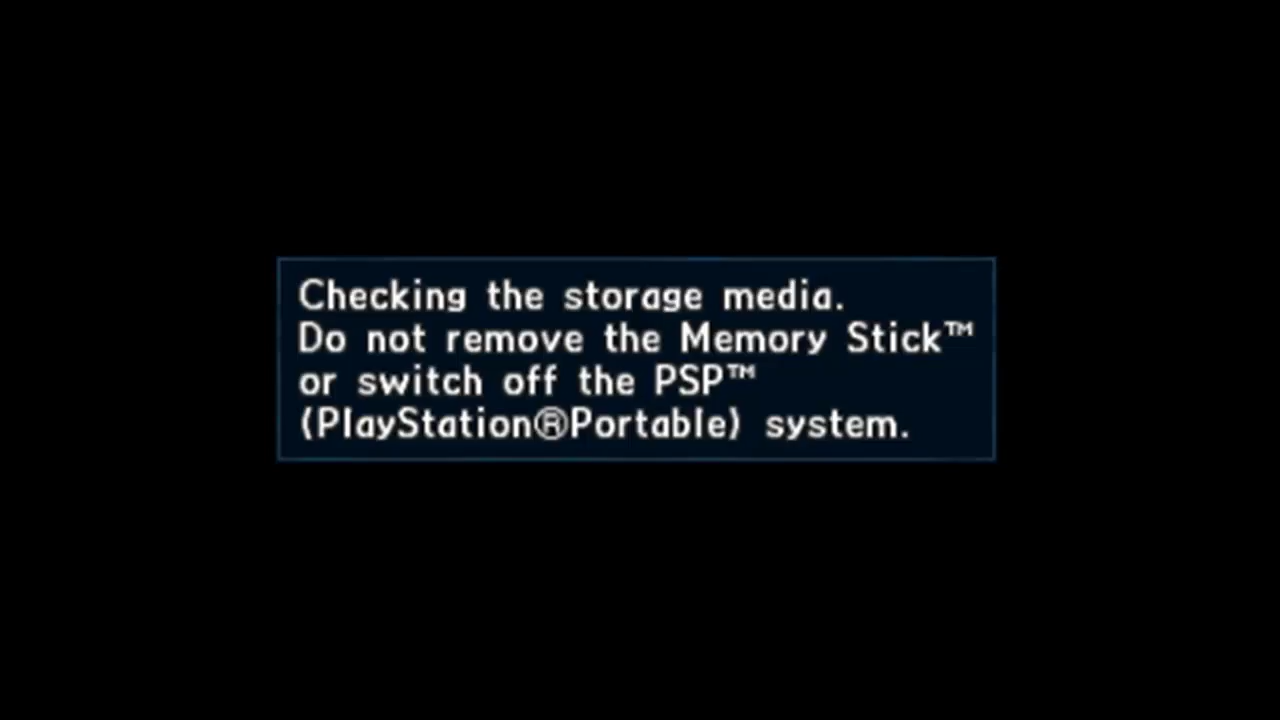 Checking the storage media.
Do not remove the Memory Stick™
or switch off the PSP™
(PlayStation®Portable) system.